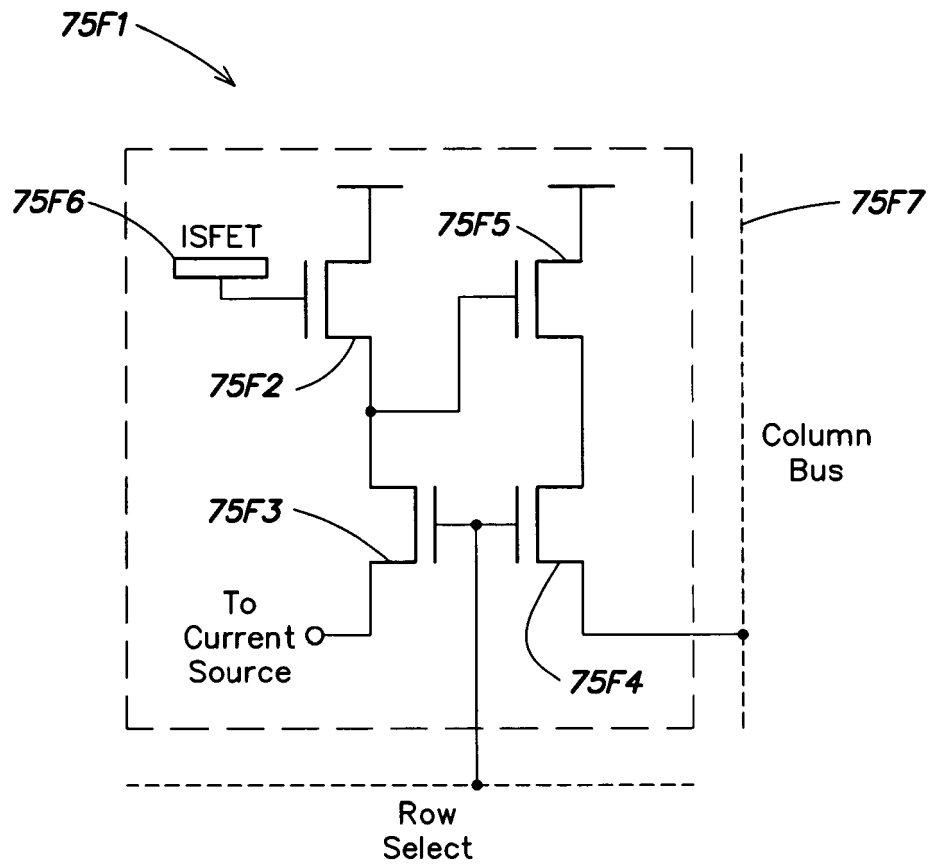 75F1
75F6
ISFET
75F5
75F7
75F2
Column
Bus
75F3
To
Current
Source
75F4
Row
Select